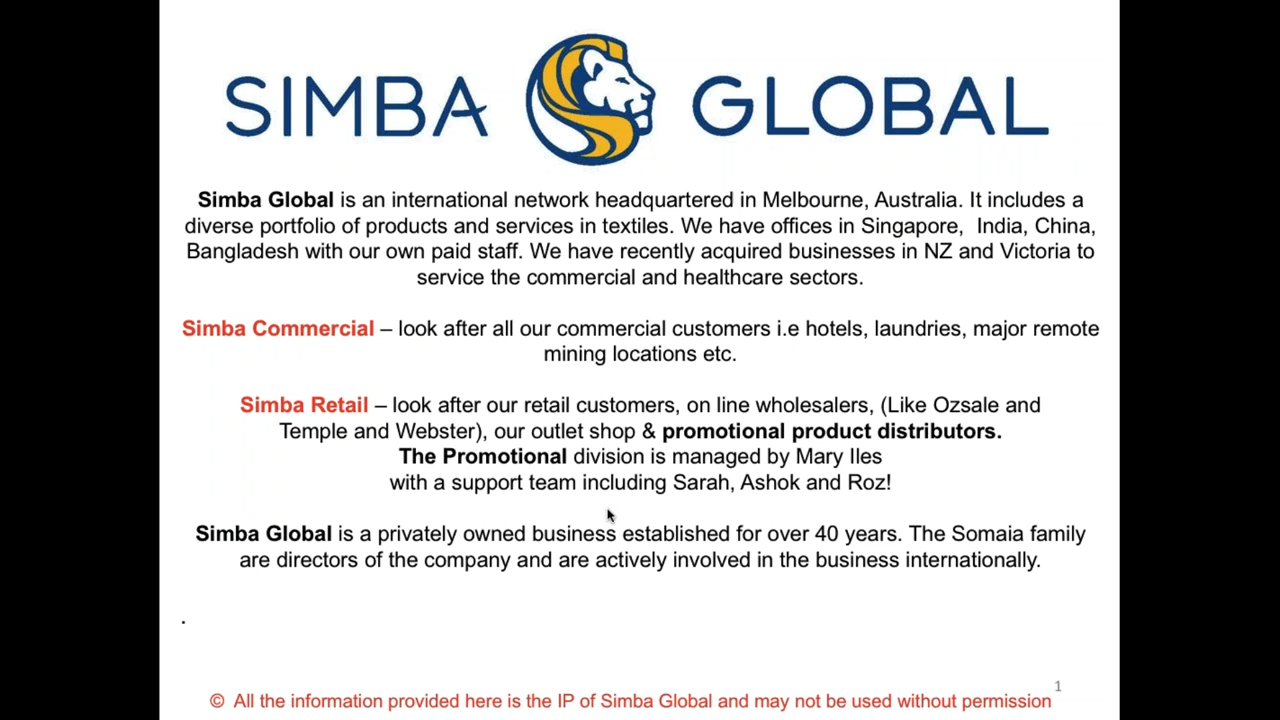 SIMBA GLOBAL
Simba Global is an international network headquartered in Melbourne, Australia. It includes a
diverse portfolio of products and services in textiles. We have offices in Singapore, India, China,
Bangladesh with our own paid staff. We have recently acquired businesses in NZ and Victoria to
service the commercial and healthcare sectors.
Simba Commercial – look after all our commercial customers i.e hotels, laundries, major remote
mining locations etc.
Simba Retail – look after our retail customers, on line wholesalers, (Like Ozsale and
Temple and Webster), our outlet shop & promotional product distributors.
The Promotional division is managed by Mary Iles
with a support team including Sarah, Ashok and Roz!
Simba Global is a privately owned business established for over 40 years. The Somaia family
are directors of the company and are actively involved in the business internationally.
.
1
© All the information provided here is the IP of Simba Global and may not be used without permission